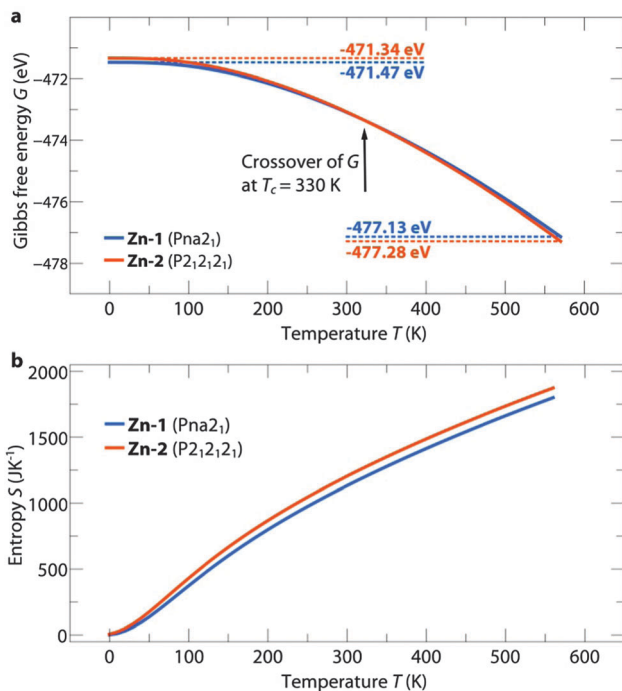 a
-471.34 eV
-471.47 eV
−472
−474
−476
−478
Gibbs free energy G (eV)
Crossover of G
at Tc = 330 K
-477.13 eV
-477.28 eV
Zn-1 (Pna2₁)
Zn-2 (P2₁2₁2₁)
0 100 200 300 400 500 600
Temperature T (K)
b
2000
1500
1000
500
0
Entropy S (JK⁻¹)
Zn-1 (Pna2₁)
Zn-2 (P2₁2₁2₁)
0 100 200 300 400 500 600
Temperature T (K)